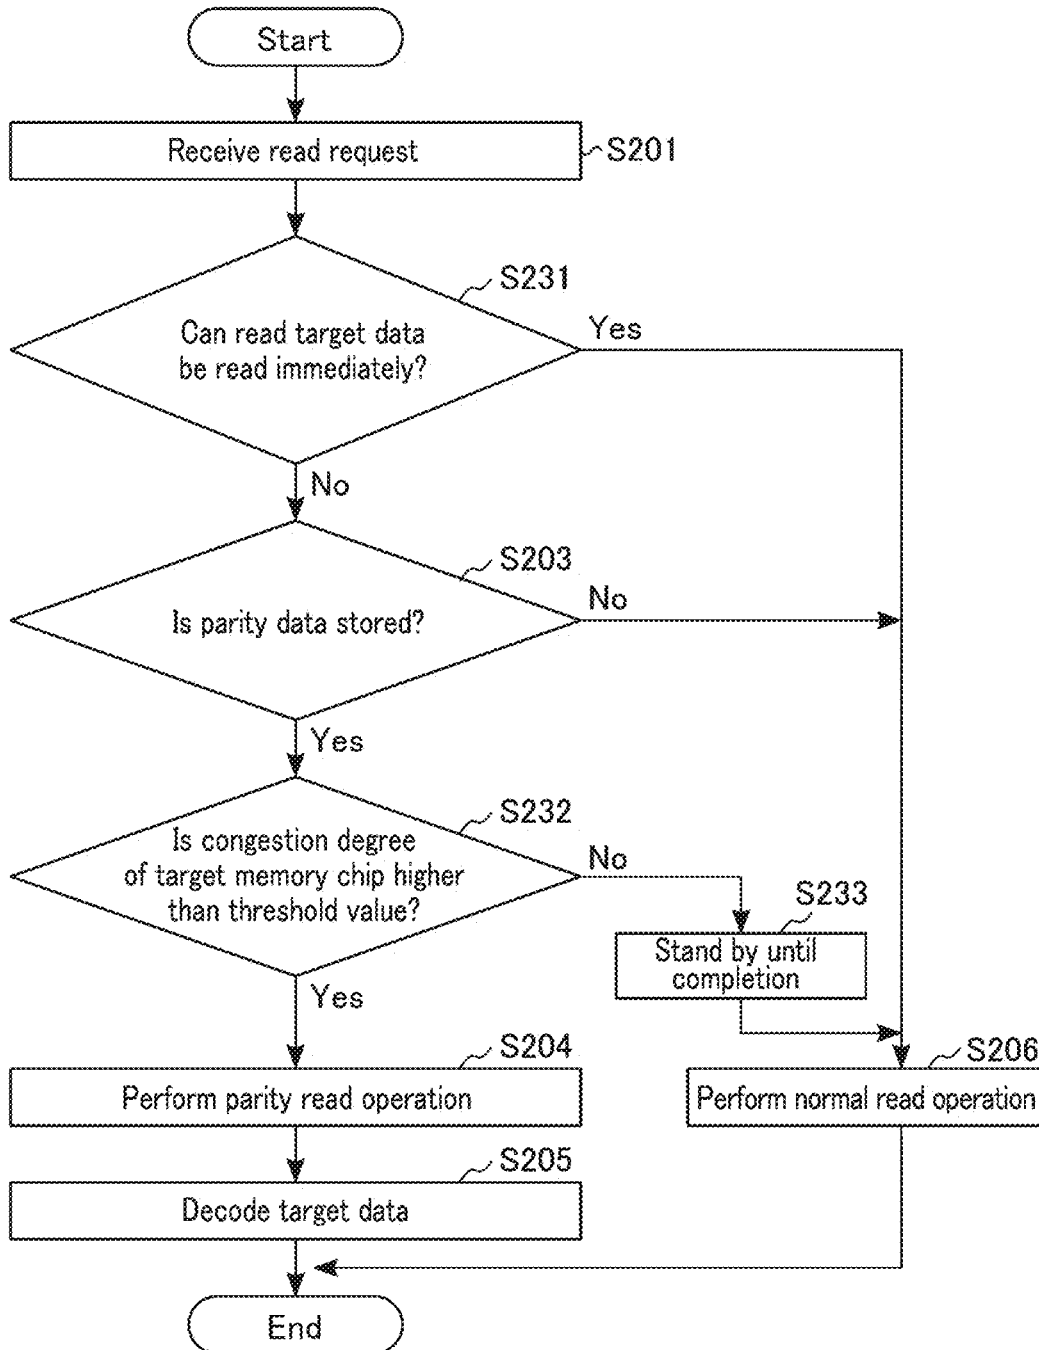 Start
Receive read request
S201
S231
Can read target data
be read immediately?
Yes
No
S203
Is parity data stored?
No
Yes
S232
Is congestion degree
of target memory chip higher
than threshold value?
No
S233
Stand by until
completion
Yes
S204
Perform parity read operation
S206
Perform normal read operation
S205
Decode target data
End